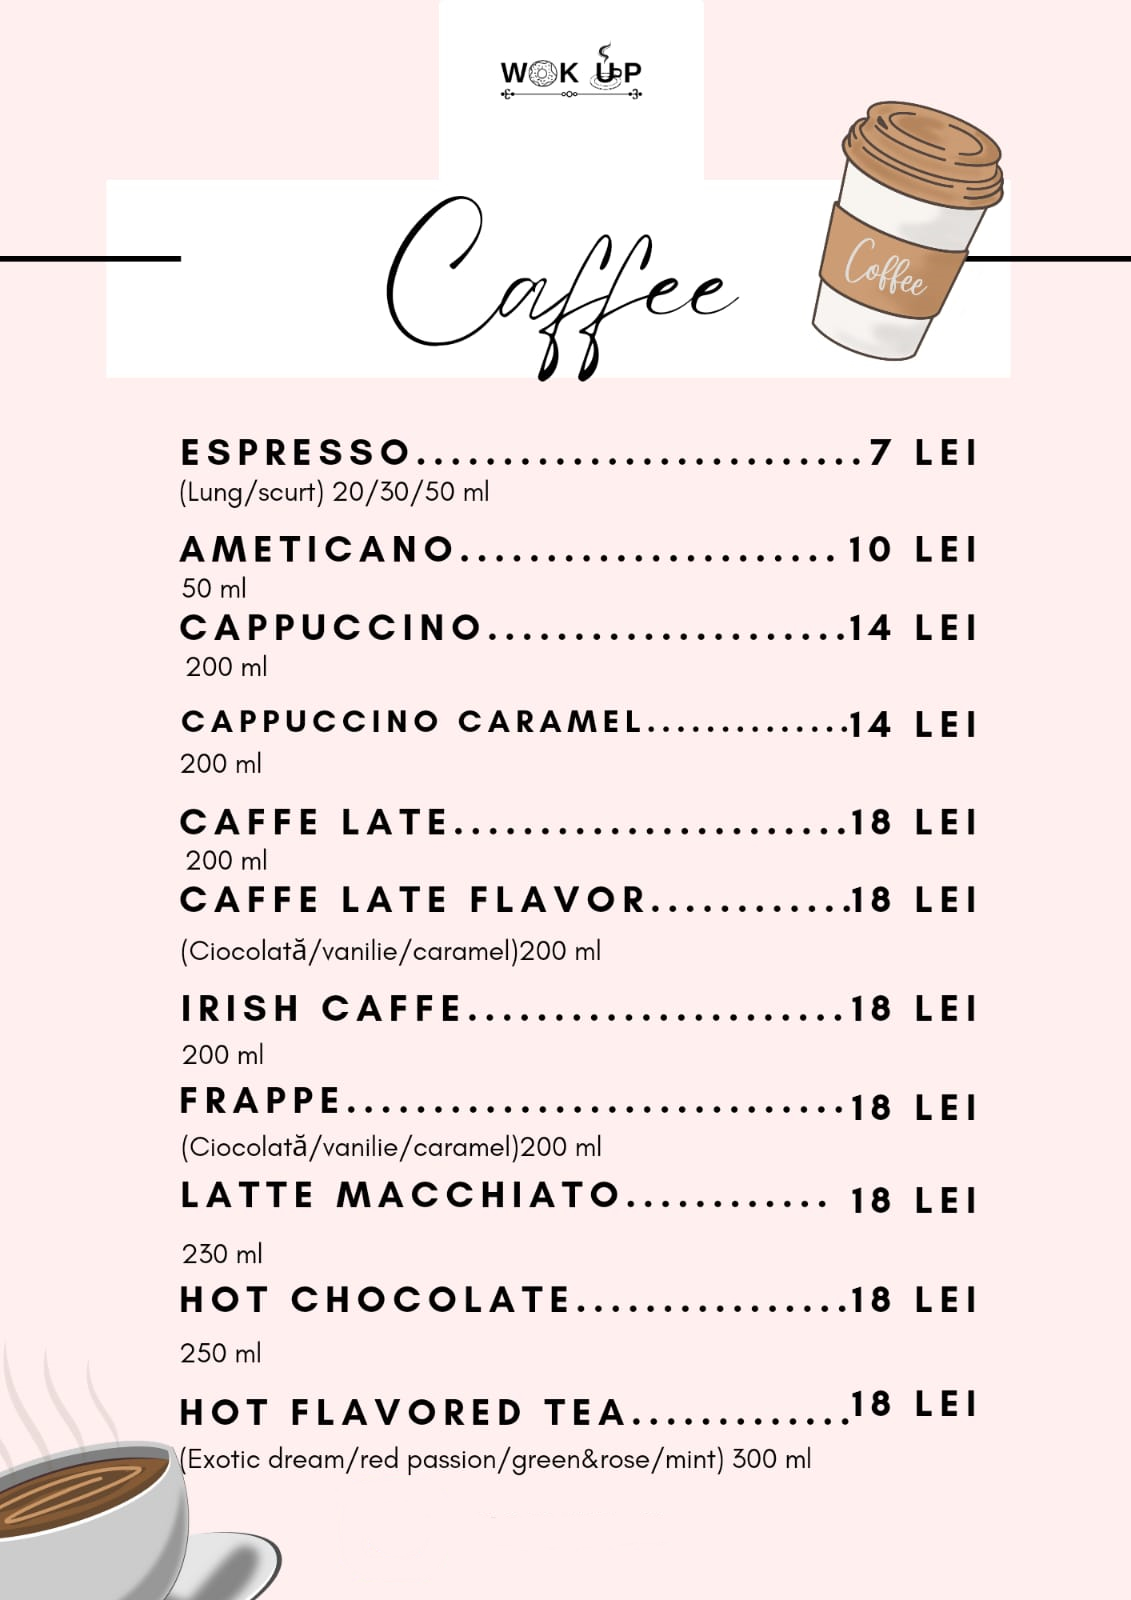 WOK UP
Caffee
Coffee
ESPRESSO..........................7 LEI
(Lung/scurt) 20/30/50 ml
AMETICANO...................... 10 LEI
50 ml
CAPPUCCINO.....................14 LEI
200 ml
CAPPUCCINO CARAMEL..............14 LEI
200 ml
CAFFE LATE.......................18 LEI
200 ml
CAFFE LATE FLAVOR............18 LEI
(Ciocolată/vanilie/caramel)200 ml
IRISH CAFFE......................18 LEI
200 ml
FRAPPE.............................18 LEI
(Ciocolată/vanilie/caramel)200 ml
LATTE MACCHIATO............ 18 LEI
230 ml
HOT CHOCOLATE................18 LEI
250 ml
HOT FLAVORED TEA.............18 LEI
(Exotic dream/red passion/green&rose/mint) 300 ml